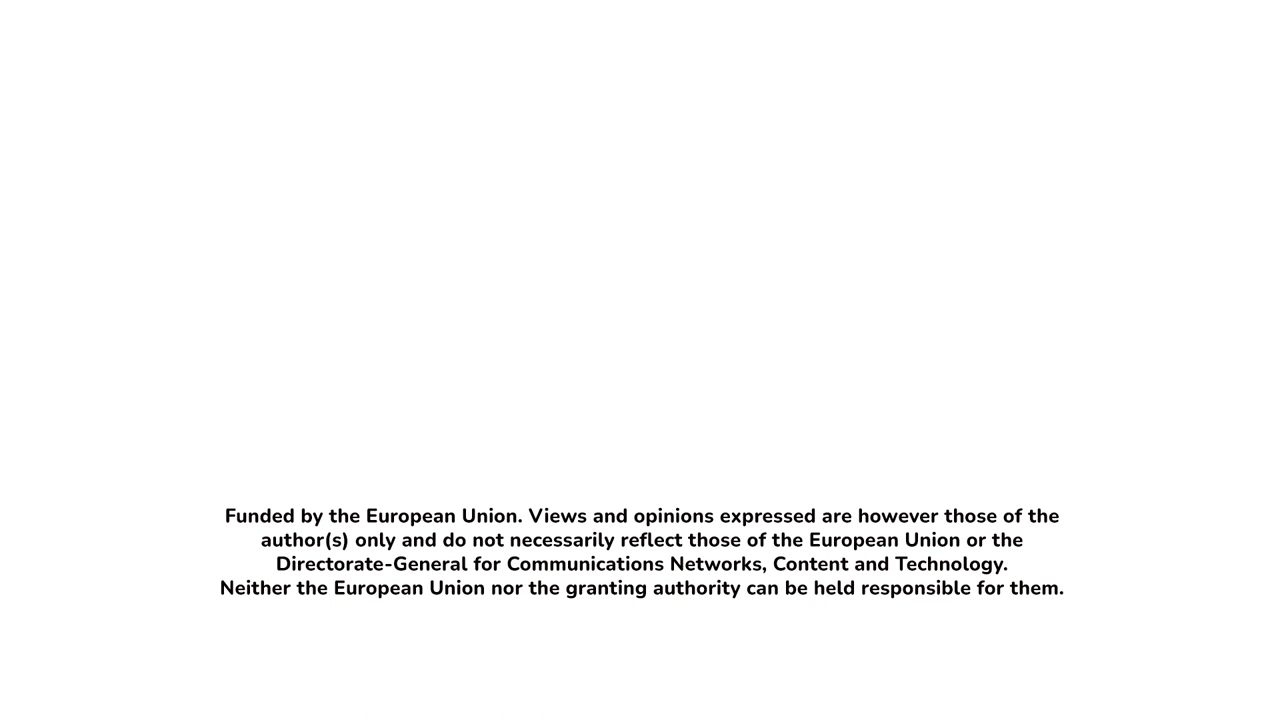 Funded by the European Union. Views and opinions expressed are however those of the
author(s) only and do not necessarily reflect those of the European Union or the
Directorate-General for Communications Networks, Content and Technology.
Neither the European Union nor the granting authority can be held responsible for them.